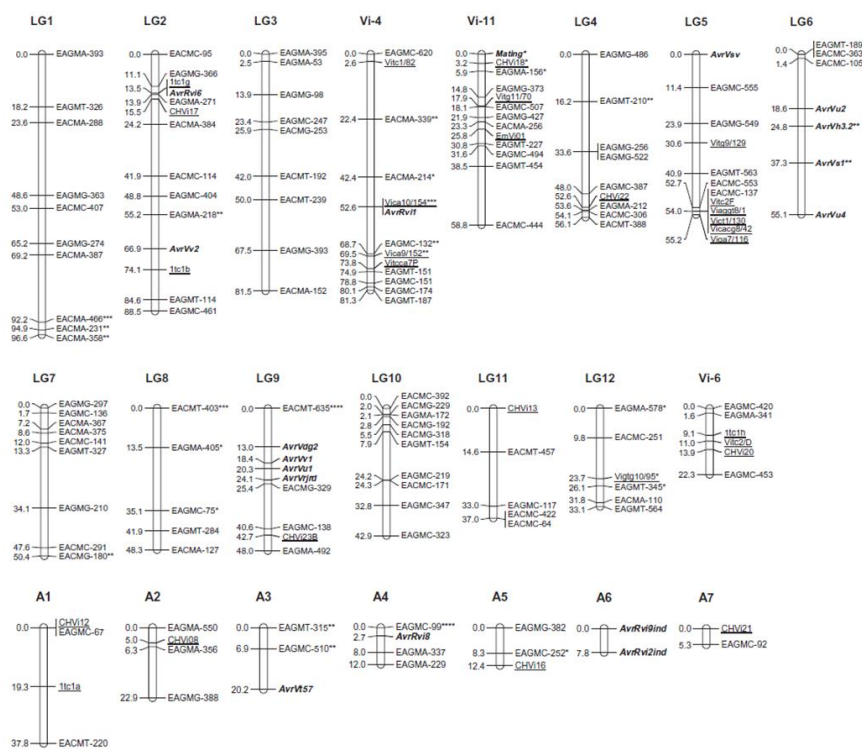 LG1
LG2
LG3
Vi-4
Vi-11
LG4
LG5
LG6
0.0 EAGMA-393
18.2 EAGMT-326
23.6 EACMA-288
48.6 EAGMG-363
53.0 EACMG-407
65.2 EAGMG-274
69.2 EACMA-387
92.2 EACMA-466***
94.9 EACMA-231**
96.6 EACMA-358**
0.0 EACMC-95
11.1 EAGMG-366
13.5 1tc1g
AvrRvi6
13.9 EAGMA-271
15.5 CHVi17
24.2 EACMA-384
41.9 EACMC-114
48.8 EAGMC-404
55.2 EAGMA-218**
66.9 AvrVv2
74.1 1tc1b
84.6 EAGMT-114
88.5 EAGMC-461
0.0 EAGMA-395
2.5 EAGMA-53
13.9 EAGMG-98
23.4 EAGMC-247
25.9 EACMG-253
42.0 EACMT-192
50.0 EACMT-239
67.5 EAGMG-393
81.5 EACMA-152
0.0 EAGMC-620
2.6 Vitc1/82
22.4 EACMA-339**
42.4 EACMA-214*
52.6 Vica10/154***
AvrRvi1
68.7 EAGMC-132**
69.5 Vica9/152**
73.8 Vitcca7P
74.9 EAGMT-151
78.8 EACMC-151
80.1 EAGMC-174
81.3 EAGMT-187
0.0 Mating*
3.2 CHVi18*
5.9 EAGMA-156*
14.8 EACMG-373
17.9 Vitg11/70
18.1 EAGMC-507
21.9 EAGMG-427
23.3 EACMA-256
25.8 EmVi01
30.8 EAGMT-227
31.6 EAGMC-494
38.5 EAGMT-454
58.8 EACMC-444
0.0 EAGMG-486
16.2 EAGMT-210**
33.6 EAGMG-256
EAGMG-522
48.0 EAGMC-387
52.6 CHVi22
53.6 EAGMA-212
54.1 EACMC-306
56.1 EACMT-388
0.0 AvrVsv
11.4 EAGMC-555
23.9 EAGMG-549
30.6 Vitg9/129
40.9 EAGMT-563
52.7 EACMC-553
EACMC-137
Vitc2F
54.0 Viaggt8/1
Vict1/130
Vicacg8/42
55.2 Viga7/116
0.0 EAGMT-189
EACMC-363
1.4 EACMC-105
18.6 AvrVu2
24.8 AvrVh3.2**
37.3 AvrVs1**
55.1 AvrVu4
LG7
LG8
LG9
LG10
LG11
LG12
Vi-6
0.0 EAGMG-297
1.7 EAGMC-136
7.2 EACMA-367
8.6 EACMA-375
12.0 EACMC-141
13.3 EAGMT-327
34.1 EAGMG-210
47.6 EACMC-291
50.4 EACMG-180**
0.0 EACMT-403***
13.5 EAGMA-405*
35.1 EAGMC-75*
41.9 EAGMT-284
48.3 EACMA-127
0.0 EACMT-635****
13.0 AvrVdg2
18.4 AvrVr1
20.3 AvrVu1
24.1 AvrVrjrd
25.4 EACMG-329
40.6 EAGMC-138
42.7 CHVi23B
48.0 EAGMA-492
0.0 EACMC-392
2.0 EACMG-229
2.1 EAGMA-172
2.8 EACMG-192
5.5 EACMG-318
7.9 EAGMT-154
24.2 EAGMC-219
24.3 EACMC-171
32.8 EAGMC-347
42.9 EAGMC-323
0.0 CHVi13
14.6 EACMT-457
33.0 EAGMC-117
37.0 EACMC-422
EACMC-64
0.0 EAGMA-578*
9.8 EACMC-251
23.7 Vigtg10/95*
26.1 EAGMT-345*
31.8 EACMA-110
33.1 EAGMT-564
0.0 EAGMC-420
1.6 EAGMA-341
9.1 1tc1h
11.0 Vitc2/D
13.9 CHVi20
22.3 EAGMC-453
A1
A2
A3
A4
A5
A6
A7
0.0 CHVi12
EAGMC-67
19.3 1tc1a
37.8 EACMT-220
0.0 EAGMA-550
5.0 CHVi08
6.3 EAGMA-356
22.9 EAGMG-388
0.0 EAGMT-315**
6.9 EAGMC-510**
20.2 AvrVt57
0.0 EAGMC-99****
2.7 AvrRvi8
8.0 EAGMA-337
12.0 EAGMA-229
0.0 EAGMG-382
8.3 EAGMC-252*
12.4 CHVi16
0.0 AvrRvi9ind
7.8 AvrRvi2ind
0.0 CHVi21
5.3 EAGMC-92